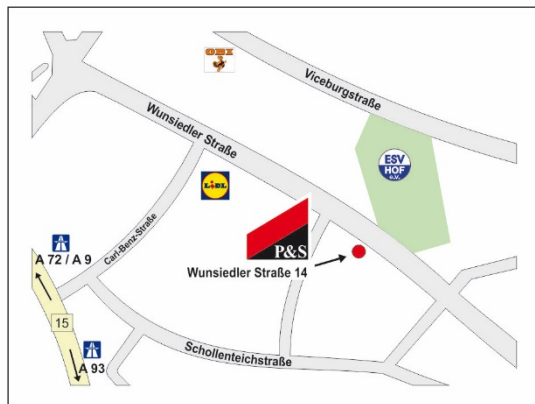 OBI
Viceburgstraße
Wunsiedler Straße
ESV
HOF
e.V.
LIDL
Carl-Benz-Straße
P&S
Wunsiedler Straße 14
A 72 / A 9
15
A 93
Schollenteichstraße